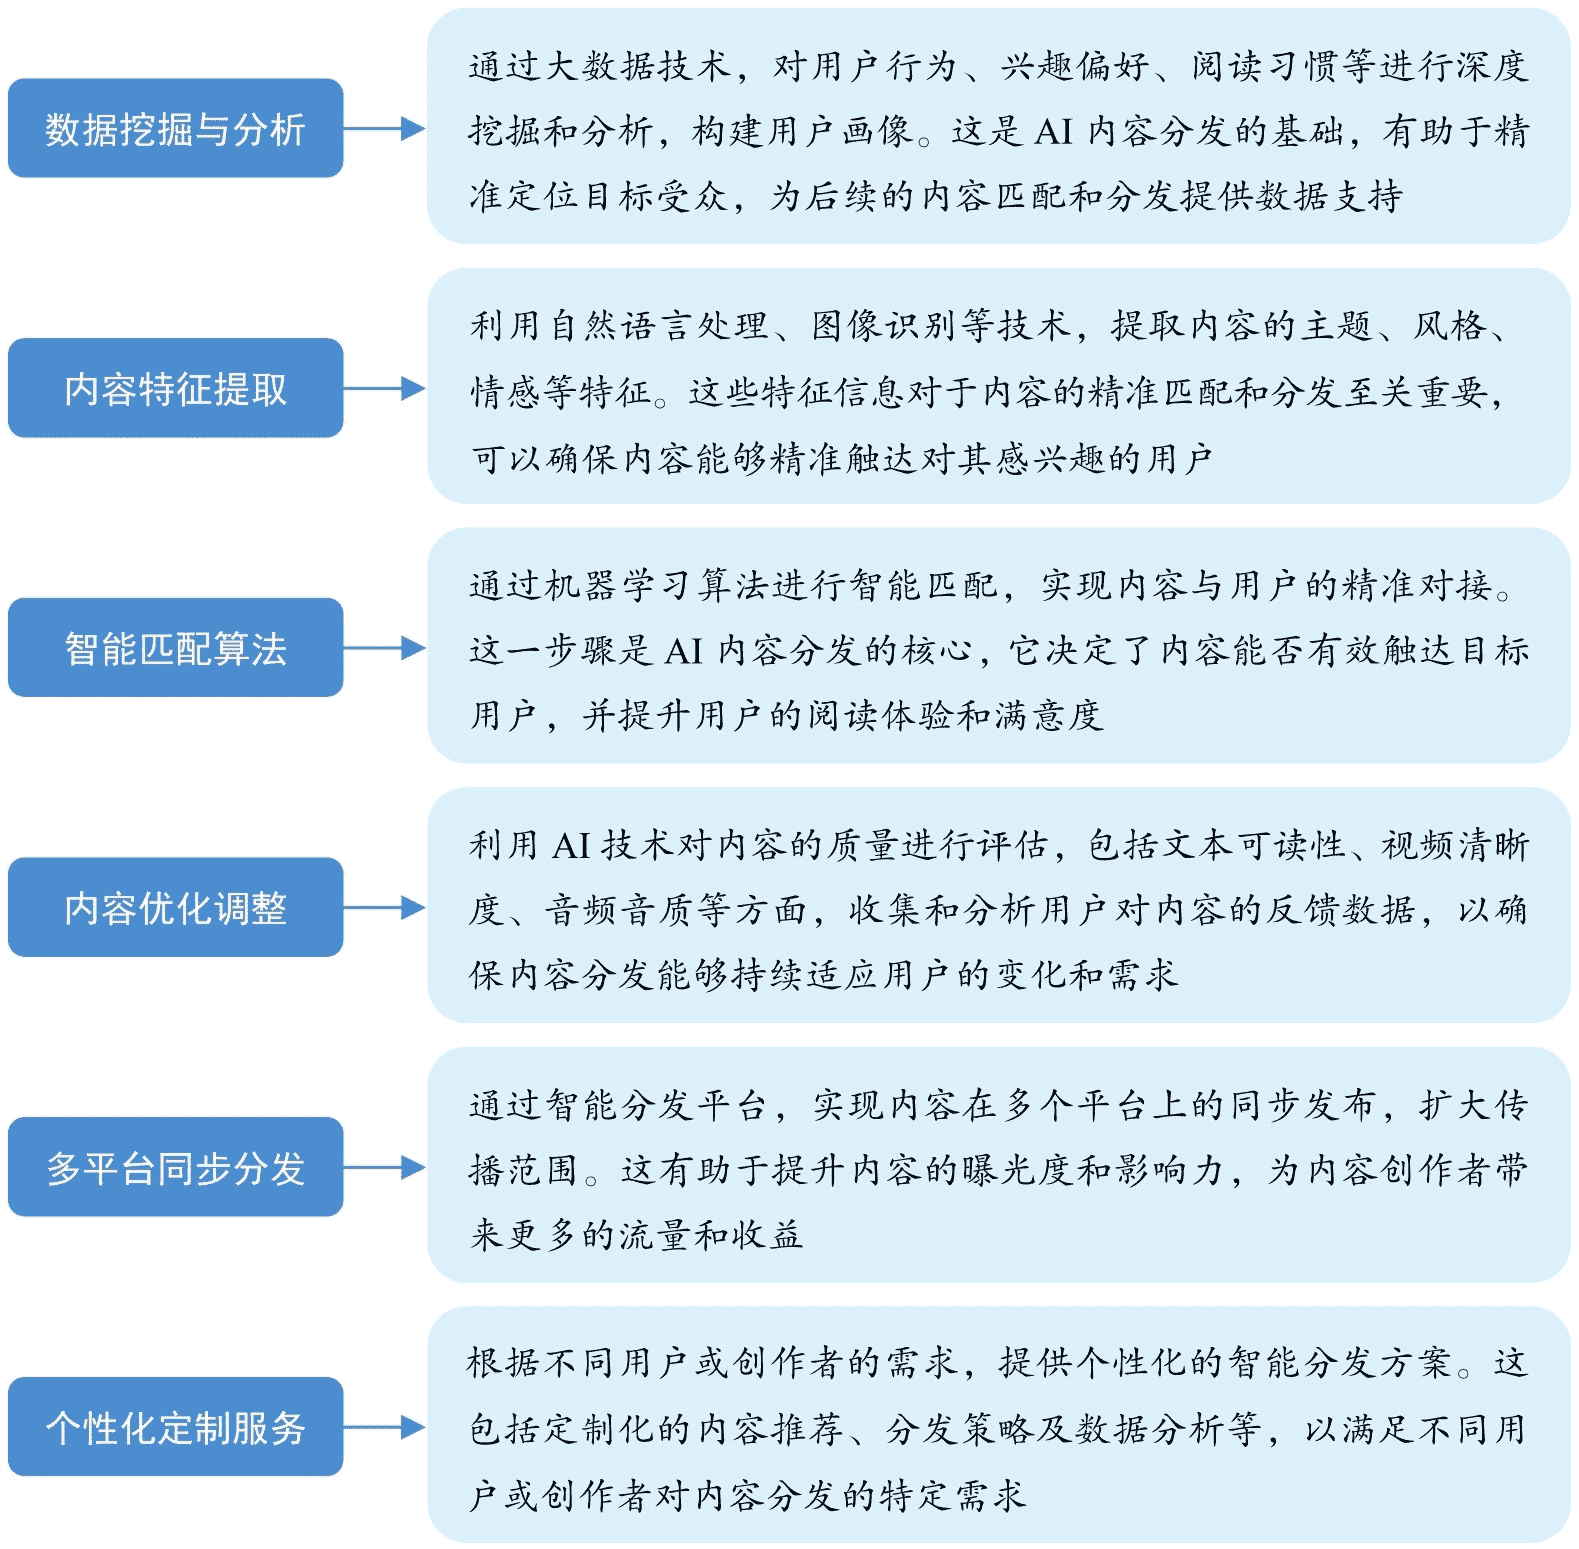 数据挖掘与分析
通过大数据技术，对用户行为、兴趣偏好、阅读习惯等进行深度
挖掘和分析，构建用户画像。这是 AI 内容分发的基础，有助于精
准定位目标受众，为后续的内容匹配和分发提供数据支持
内容特征提取
利用自然语言处理、图像识别等技术，提取内容的主题、风格、
情感等特征。这些特征信息对于内容的精准匹配和分发至关重要，
可以确保内容能够精准触达对其感兴趣的用户
智能匹配算法
通过机器学习算法进行智能匹配，实现内容与用户的精准对接。
这一步骤是 AI 内容分发的核心，它决定了内容能否有效触达目标
用户，并提升用户的阅读体验和满意度
内容优化调整
利用 AI 技术对内容的质量进行评估，包括文本可读性、视频清晰
度、音频音质等方面，收集和分析用户对内容的反馈数据，以确
保内容分发能够持续适应用户的变化和需求
多平台同步分发
通过智能分发平台，实现内容在多个平台上的同步发布，扩大传
播范围。这有助于提升内容的曝光度和影响力，为内容创作者带
来更多的流量和收益
个性化定制服务
根据不同用户或创作者的需求，提供个性化的智能分发方案。这
包括定制化的内容推荐、分发策略及数据分析等，以满足不同用
户或创作者对内容分发的特定需求